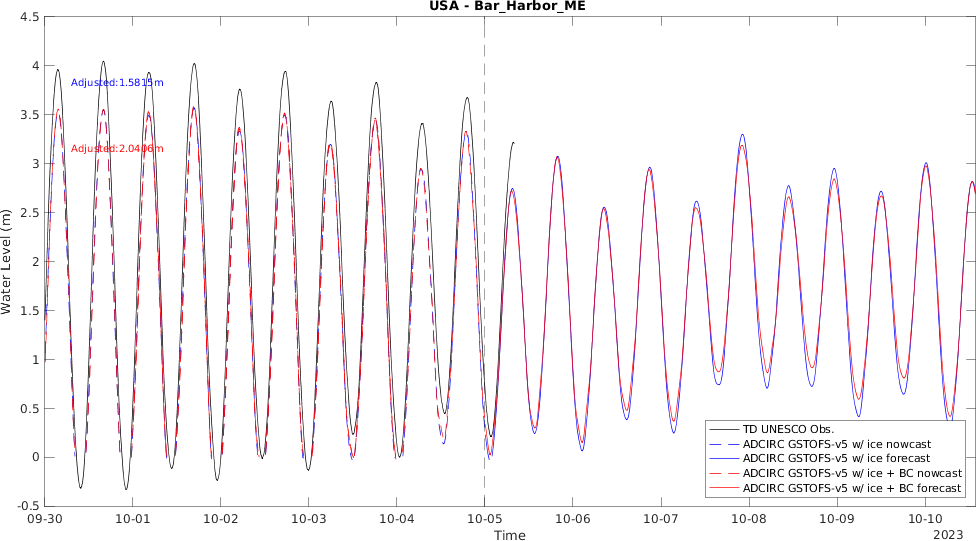 USA - Bar_Harbor_ME
4.5
4
3.5
3
2.5
2
1.5
1
0.5
0
-0.5
Water Level (m)
Adjusted:1.5815m
Adjusted:2.0406m
TD UNESCO Obs.
ADCIRC GSTOFS-v5 w/ ice nowcast
ADCIRC GSTOFS-v5 w/ ice forecast
ADCIRC GSTOFS-v5 w/ ice + BC nowcast
ADCIRC GSTOFS-v5 w/ ice + BC forecast
09-30 10-01 10-02 10-03 10-04 10-05 10-06 10-07 10-08 10-09 10-10
Time
2023